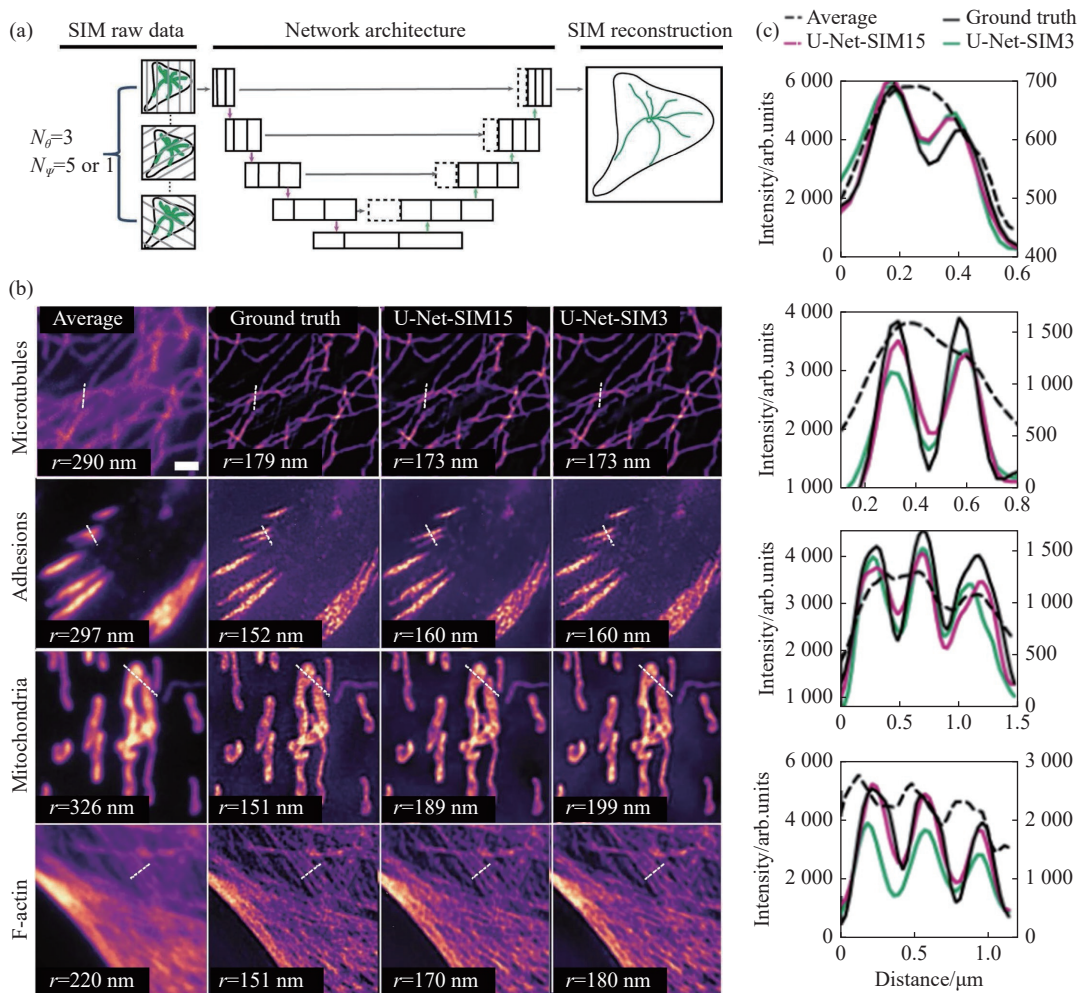 (a)
SIM raw data
Network architecture
SIM reconstruction
N_θ=3
N_ψ=5 or 1
(b)
Average
Ground truth
U-Net-SIM15
U-Net-SIM3
Microtubules
r=290 nm
r=179 nm
r=173 nm
r=173 nm
Adhesions
r=297 nm
r=152 nm
r=160 nm
r=160 nm
Mitochondria
r=326 nm
r=151 nm
r=189 nm
r=199 nm
F-actin
r=220 nm
r=151 nm
r=170 nm
r=180 nm
(c)
Average
Ground truth
U-Net-SIM15
U-Net-SIM3
Intensity/arb.units
6 000
4 000
2 000
0
700
600
500
400
0
0.2
0.4
0.6
Intensity/arb.units
4 000
3 000
2 000
1 000
1 500
1 000
500
0
0.2
0.4
0.6
0.8
Intensity/arb.units
4 000
3 000
2 000
1 000
1 500
1 000
500
0
0
0.5
1.0
1.5
Intensity/arb.units
6 000
4 000
2 000
0
3 000
2 000
1 000
0
0
0.5
1.0
Distance/μm